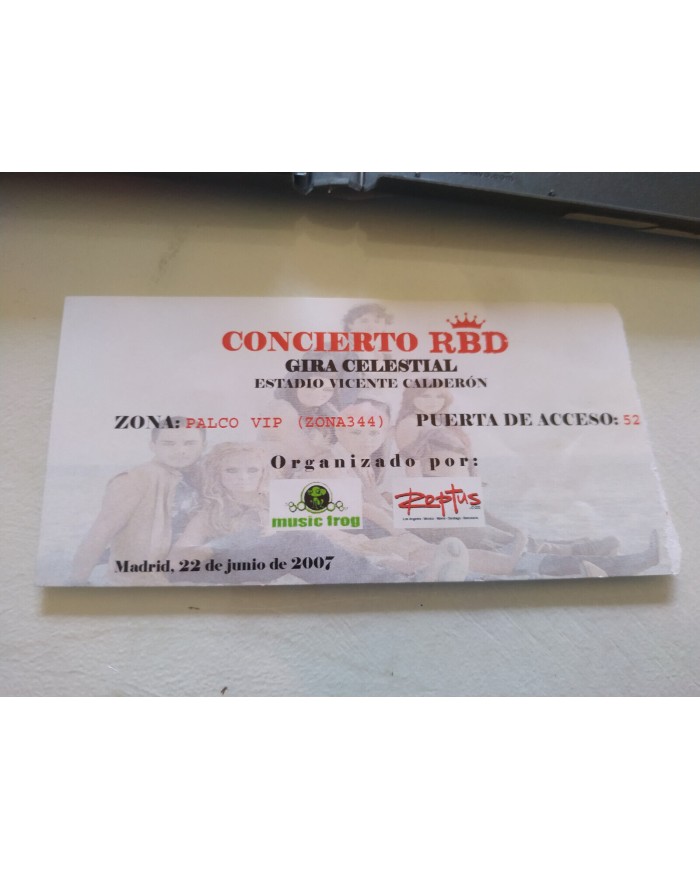 CONCIERTO RBD
GIRA CELESTIAL
ESTADIO VICENTE CALDERÓN
ZONA: PALCO VIP (ZONA344) PUERTA DE ACCESO: 52
Organizado por:
music frog
Reptus
Madrid, 22 de junio de 2007